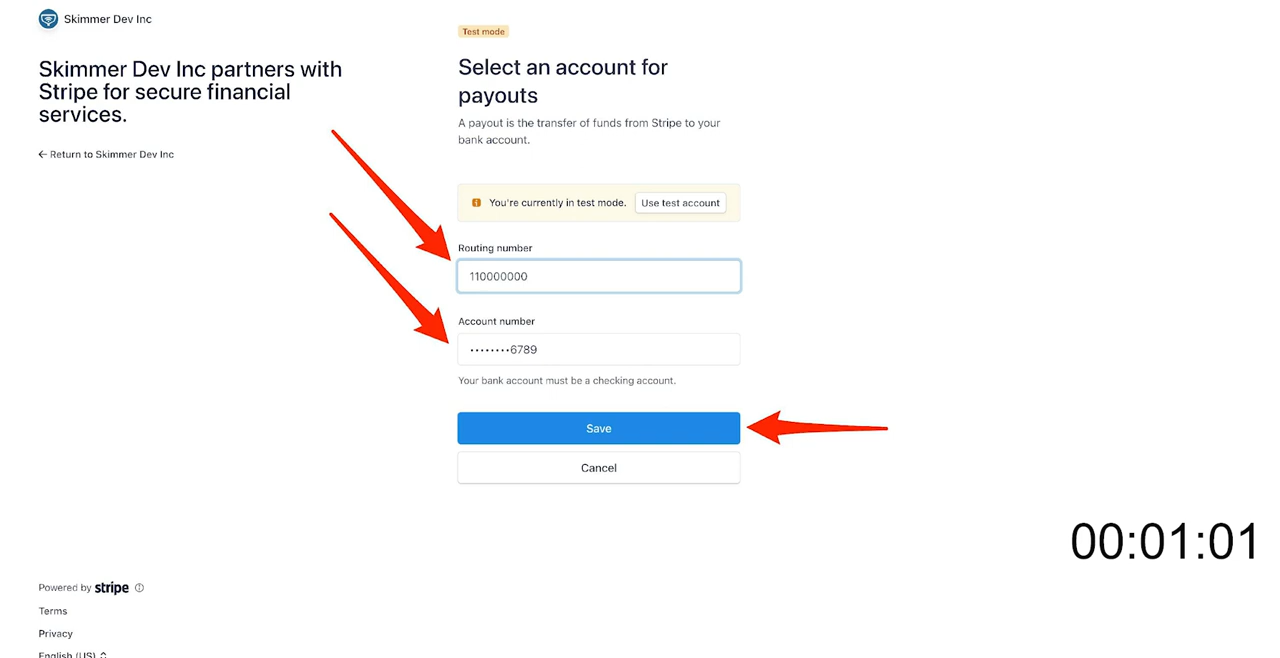 Skimmer Dev Inc
Skimmer Dev Inc partners with
Stripe for secure financial
services.
← Return to Skimmer Dev Inc
Test mode
Select an account for
payouts
A payout is the transfer of funds from Stripe to your
bank account.
You're currently in test mode.
Use test account
Routing number
110000000
Account number
••••••••6789
Your bank account must be a checking account.
Save
Cancel
00:01:01
Powered by stripe
Terms
Privacy
English (US)